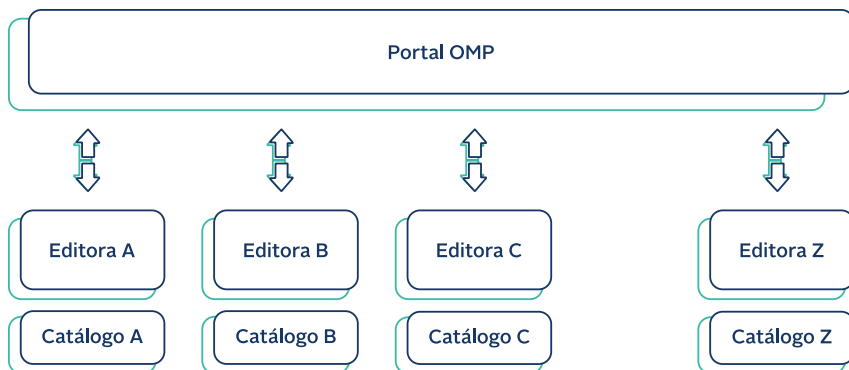 Portal OMP
Editora A
Editora B
Editora C
Editora Z
Catálogo A
Catálogo B
Catálogo C
Catálogo Z